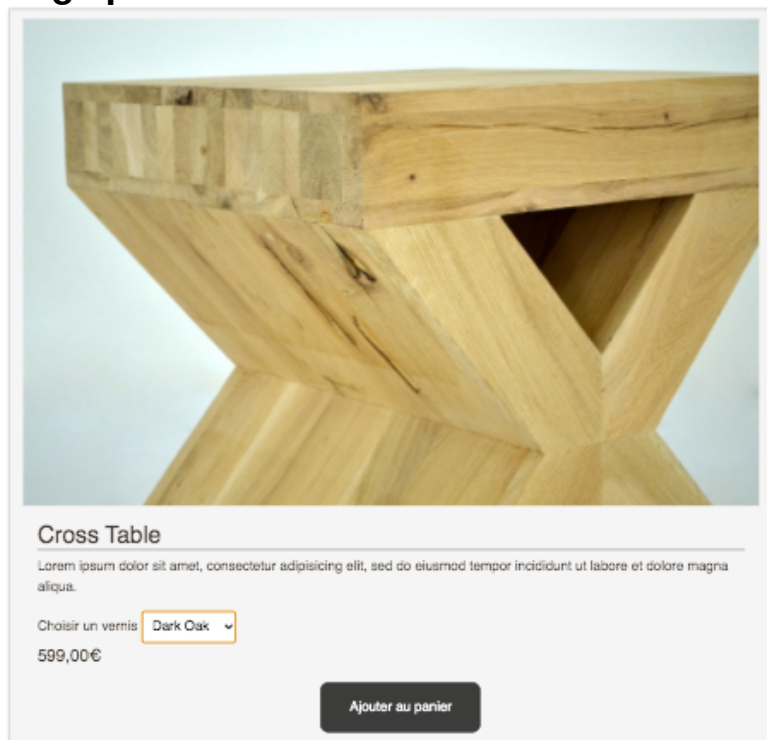 Cross Table
Lorem ipsum dolor sit amet, consectetur adipisicing elit, sed do eiusmod tempor incididunt ut labore et dolore magna
aliqua.
Choisir un vernis Dark Oak
599,00€
Ajouter au panier